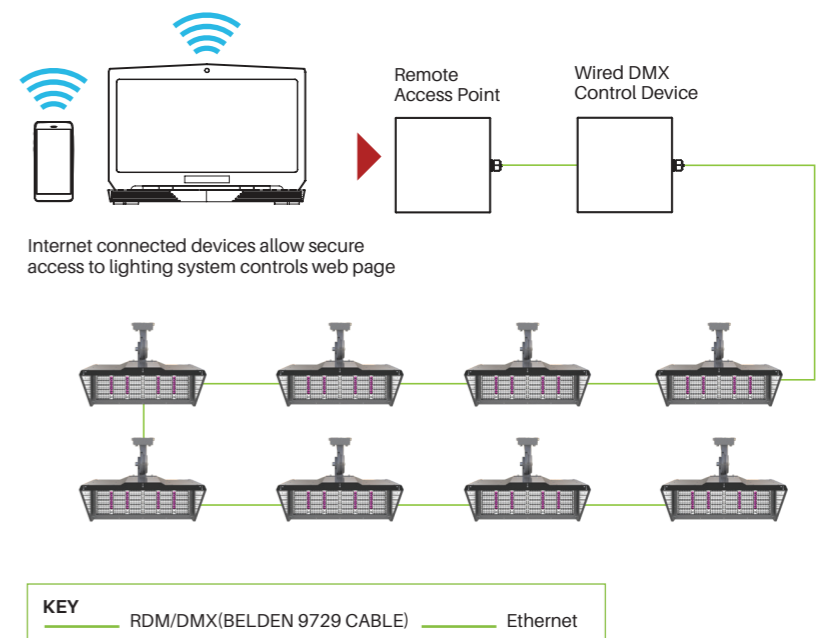 Remote
Access Point
Wired DMX
Control Device
Internet connected devices allow secure
access to lighting system controls web page
KEY
RDM/DMX(BELDEN 9729 CABLE)
Ethernet